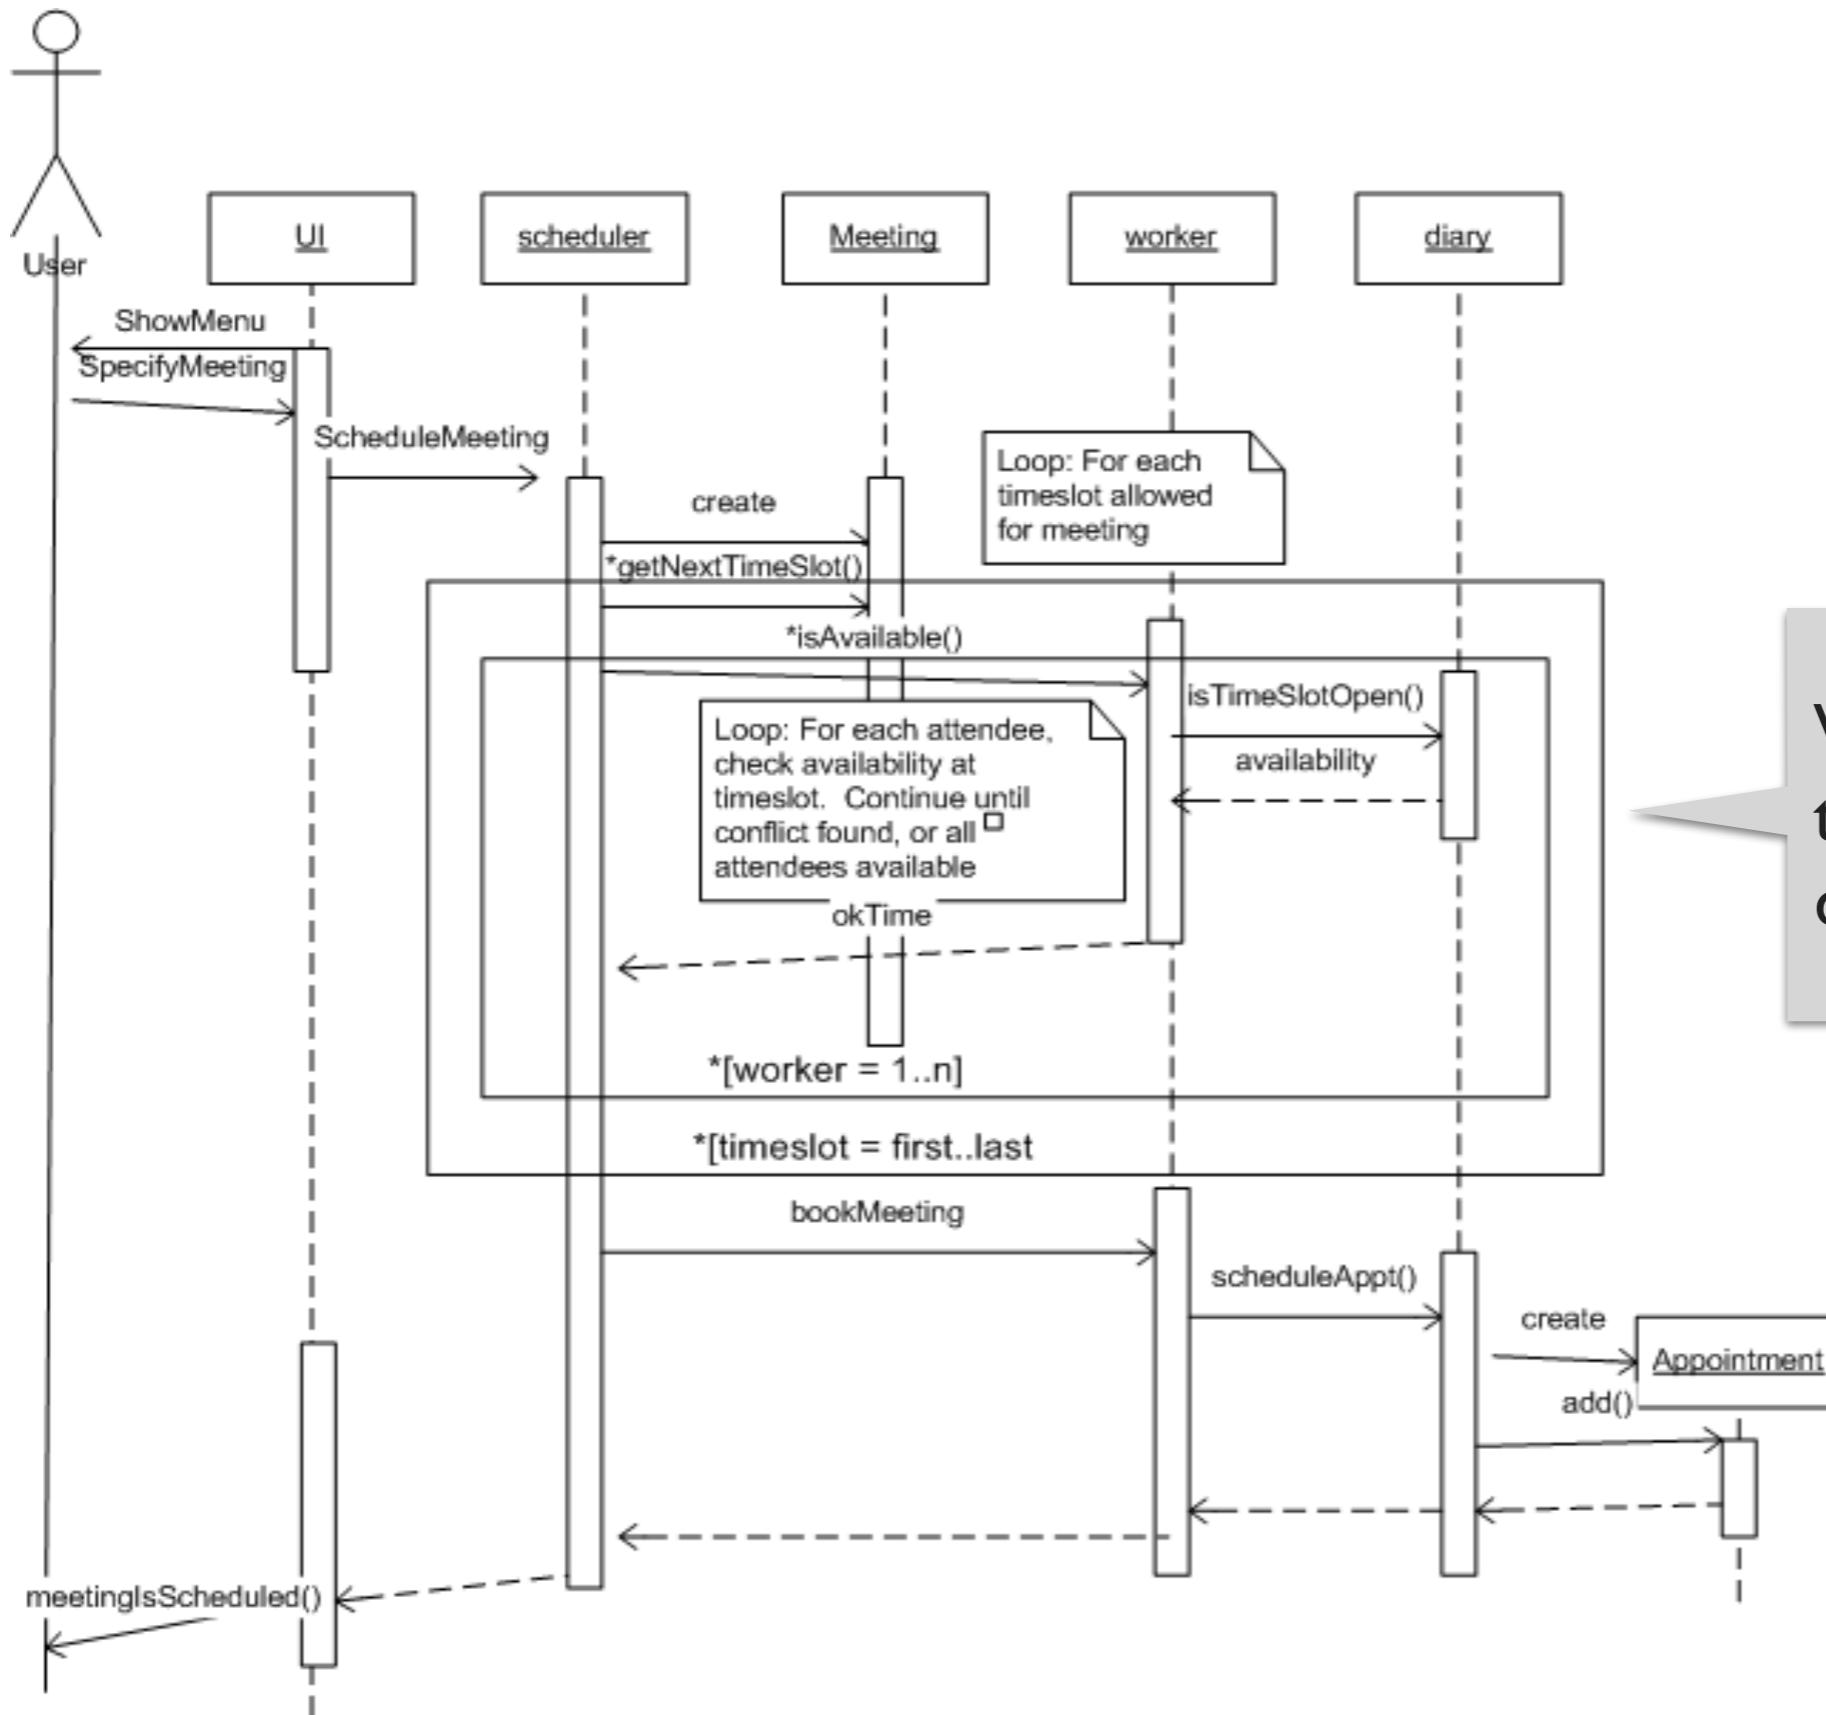 User
UI
scheduler
Meeting
worker
diary
ShowMenu
SpecifyMeeting
ScheduleMeeting
create
*getNextTimeSlot()
Loop: For each
timeslot allowed
for meeting
*isAvailable()
isTimeSlotOpen()
availability
Loop: For each attendee,
check availability at
timeslot. Continue until
conflict found, or all
attendees available
okTime
*[worker = 1..n]
*[timeslot = first..last
bookMeeting
scheduleAppt()
create
Appointment
add()
meetingIsScheduled()